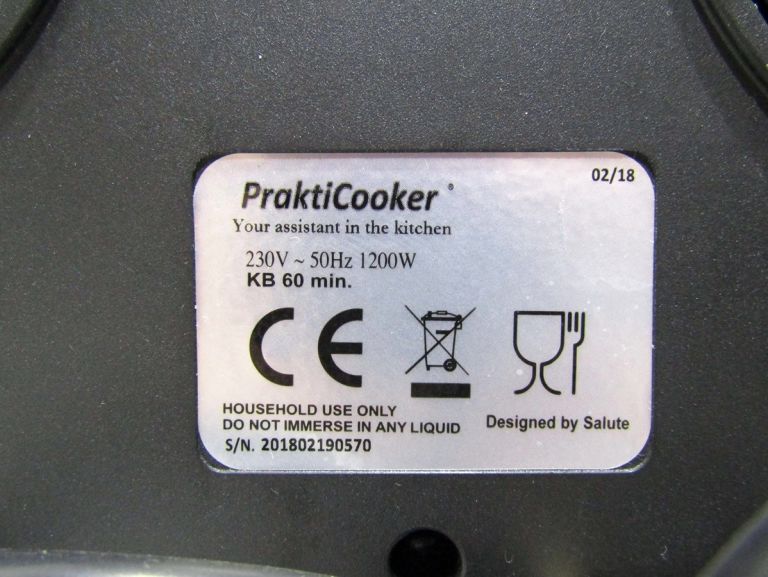 02/18
PraktiCooker®
Your assistant in the kitchen
230V ~ 50Hz 1200W
KB 60 min.
CE
HOUSEHOLD USE ONLY
DO NOT IMMERSE IN ANY LIQUID
Designed by Salute
S/N. 201802190570